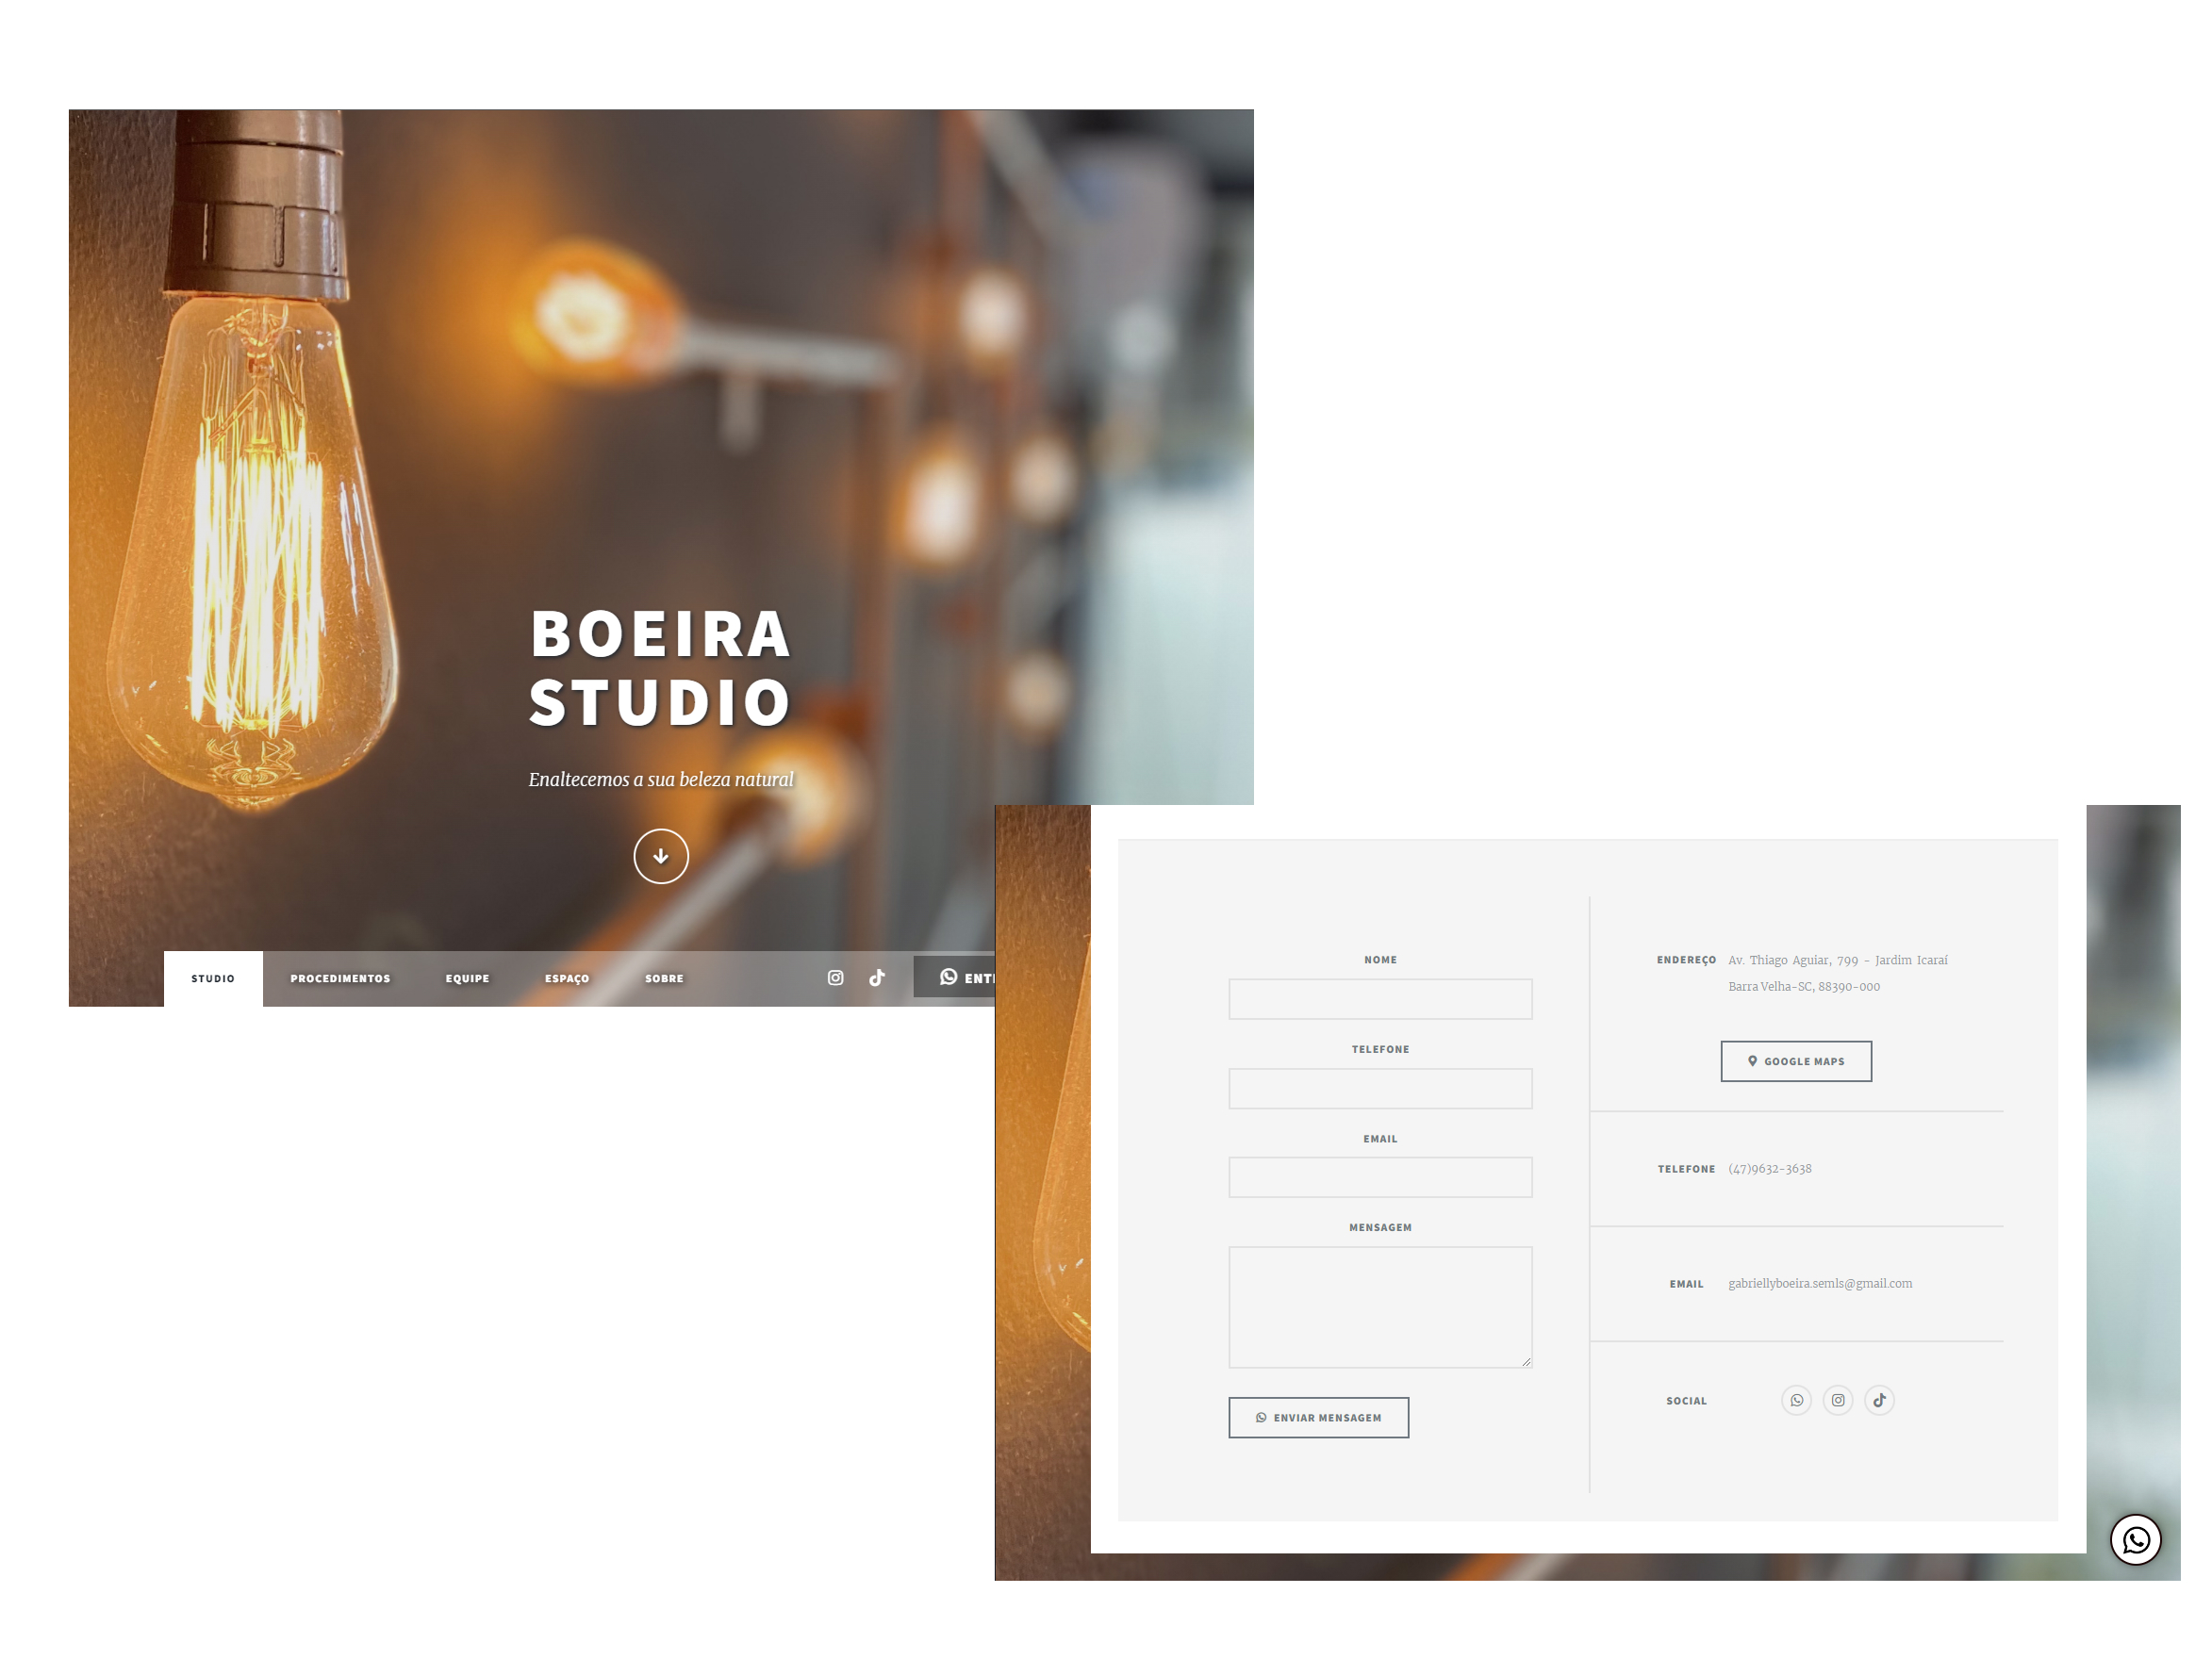 BOEIRA
STUDIO
Enaltecemos a sua beleza natural
STUDIO PROCEDIMENTOS EQUIPE ESPAÇO SOBRE
NOME
TELEFONE
EMAIL
MENSAGEM
ENVIAR MENSAGEM
ENDEREÇO Av. Thiago Aguiar, 799 - Jardim Icaraí
Barra Velha-SC, 88390-000
GOOGLE MAPS
TELEFONE (47)9632-3638
EMAIL gabriellyboeira.semls@gmail.com
SOCIAL